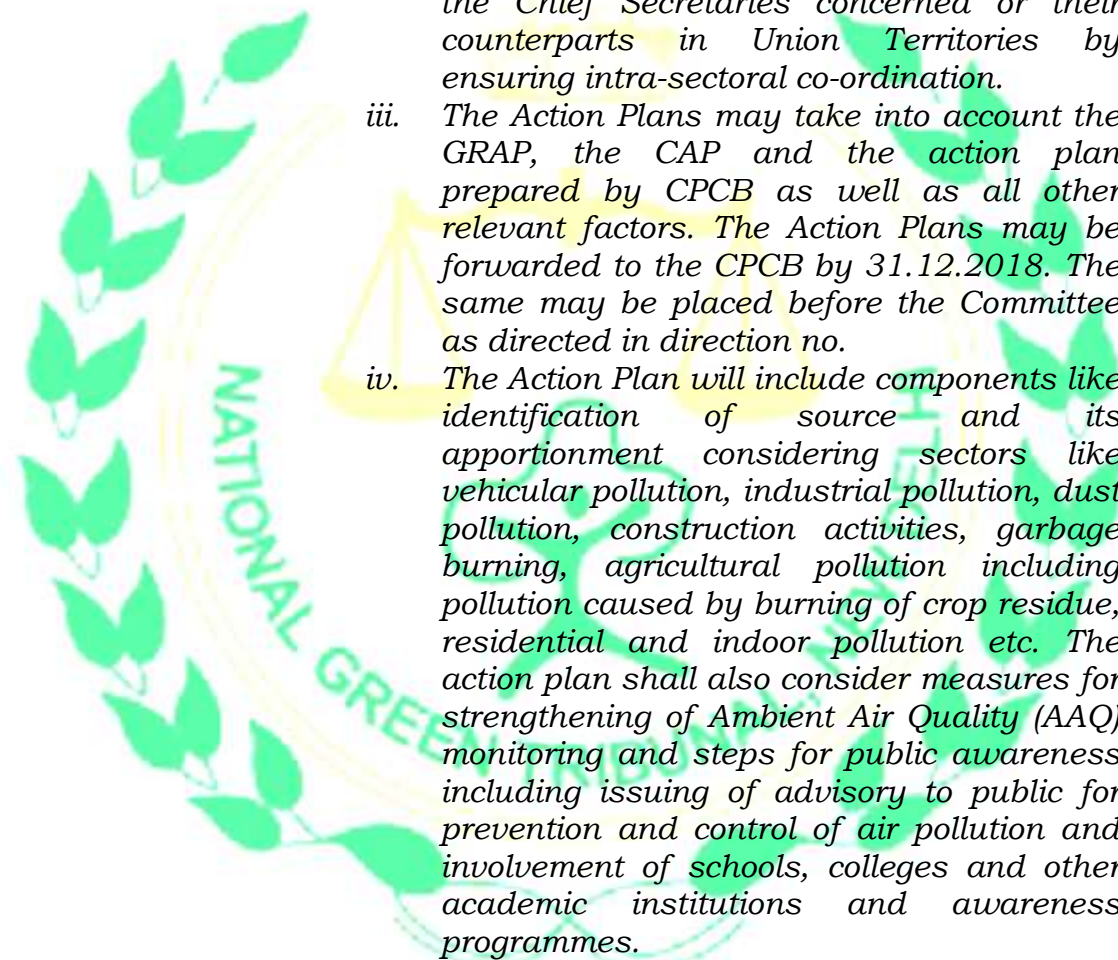 the Chief Secretaries concerned or their
counterparts in Union Territories by
ensuring intra-sectoral co-ordination.
iii. The Action Plans may take into account the
GRAP, the CAP and the action plan
prepared by CPCB as well as all other
relevant factors. The Action Plans may be
forwarded to the CPCB by 31.12.2018. The
same may be placed before the Committee
as directed in direction no.
iv. The Action Plan will include components like
identification of source and its
apportionment considering sectors like
vehicular pollution, industrial pollution, dust
pollution, construction activities, garbage
burning, agricultural pollution including
pollution caused by burning of crop residue,
residential and indoor pollution etc. The
action plan shall also consider measures for
strengthening of Ambient Air Quality (AAQ)
monitoring and steps for public awareness
including issuing of advisory to public for
prevention and control of air pollution and
involvement of schools, colleges and other
academic institutions and awareness
programmes.
NATIONAL GREEN TRIBUNAL, NEW DELHI